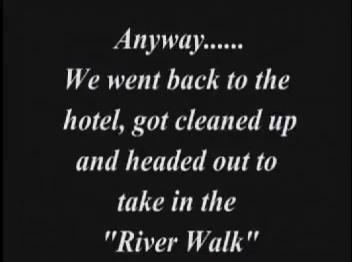 Anyway......
We went back to the
hotel, got cleaned up
and headed out to
take in the
"River Walk"